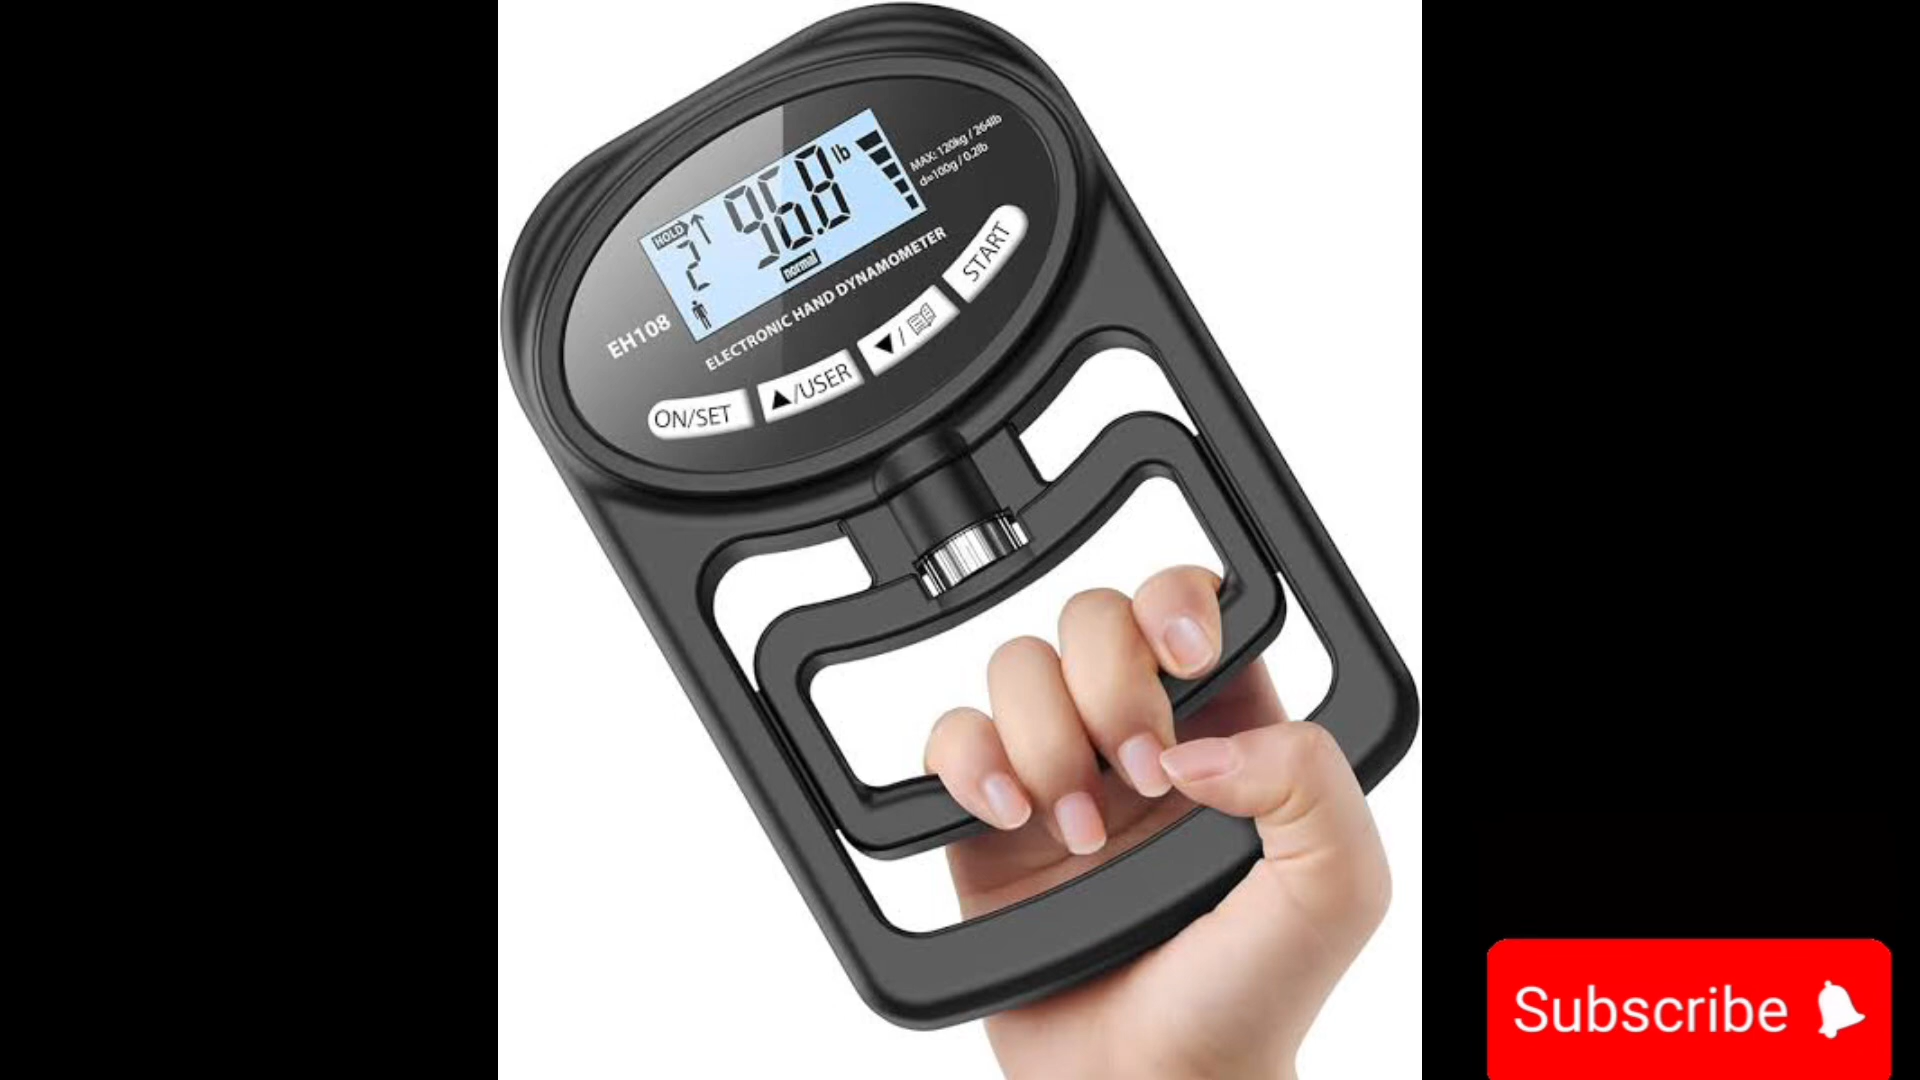 HOLD
21
96.8 lb
normal
MAX: 120kg / 264lb
d=100g / 0.2lb
EH108
ELECTRONIC HAND DYNAMOMETER
ON/SET
▲/USER
▼/
START
Subscribe